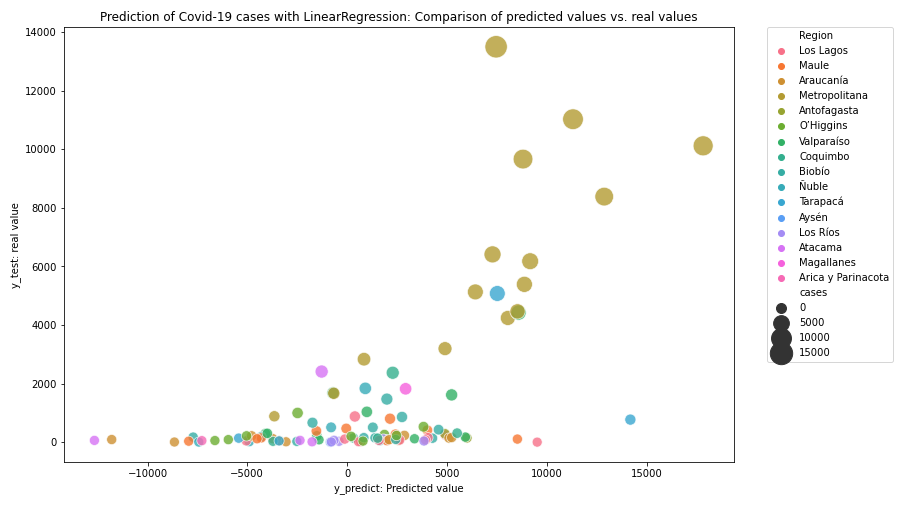 Prediction of Covid-19 cases with LinearRegression: Comparison of predicted values vs. real values
14000
12000
10000
8000
6000
4000
2000
0
y_test: real value
−10000
−5000
0
5000
10000
15000
y_predict: Predicted value
Region
Los Lagos
Maule
Araucanía
Metropolitana
Antofagasta
O’Higgins
Valparaíso
Coquimbo
Biobío
Ñuble
Tarapacá
Aysén
Los Ríos
Atacama
Magallanes
Arica y Parinacota
cases
0
5000
10000
15000